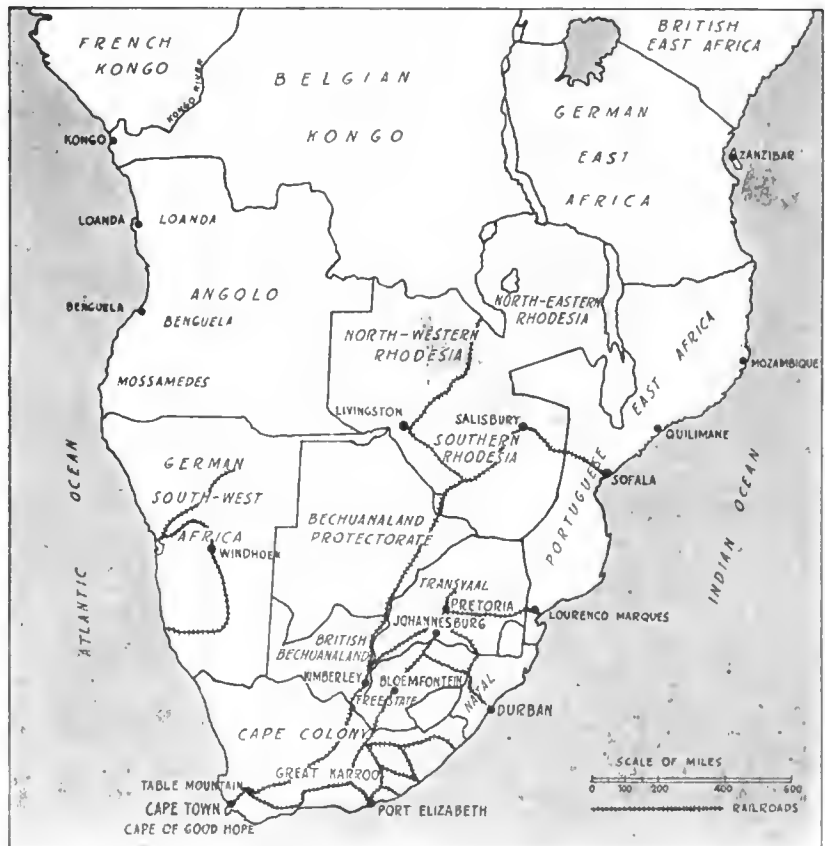 FRENCH
KONGO
KONGO RIVER
BRITISH
EAST AFRICA
BELGIAN
KONGO
GERMAN
EAST
AFRICA
KONGO
ZANZIBAR
LOANDA
LOANDA
ANGOLO
BENGUELA
BENGUELA
NORTH-EASTERN
RHODESIA
NORTH-WESTERN
RHODESIA
EAST AFRICA
MOZAMBIQUE
MOSSAMEDES
LIVINGSTON
SALISBURY
SOUTHERN
RHODESIA
QUILIMANE
SOFALA
PORTUGUESE
ATLANTIC OCEAN
INDIAN OCEAN
GERMAN
SOUTH-WEST
AFRICA
WINDHOEK
BECHUANALAND
PROTECTORATE
TRANSVAAL
PRETORIA
LOURENCO MARQUES
JOHANNESBURG
BRITISH
BECHUANALAND
KIMBERLEY
BLOEMFONTEIN
FREE STATE
NATAL
DURBAN
CAPE COLONY
GREAT KARROO
TABLE MOUNTAIN
CAPE TOWN
CAPE OF GOOD HOPE
PORT ELIZABETH
SCALE OF MILES
0 100 200 400 600
RAILROADS